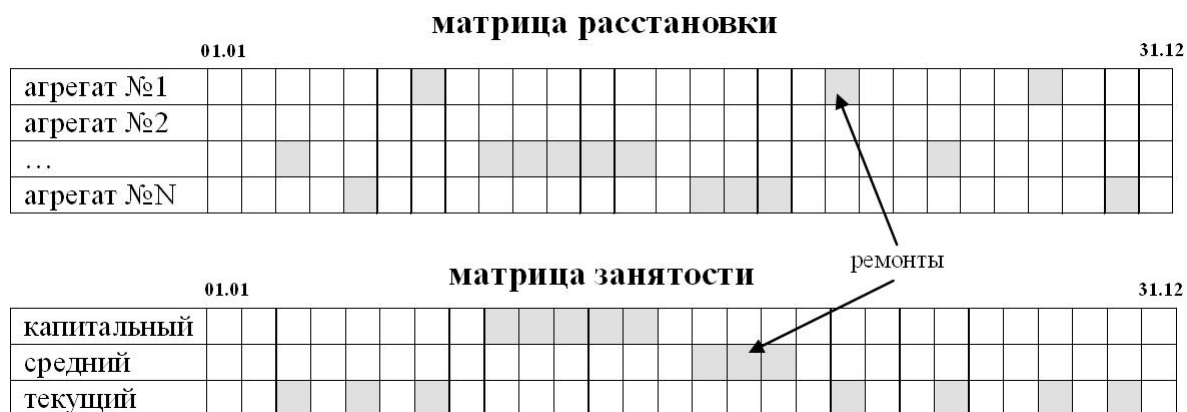 матрица расстановки
01.01 31.12
агрегат №1
агрегат №2
…
агрегат №N
ремонты
матрица занятости
01.01 31.12
капитальный
средний
текущий